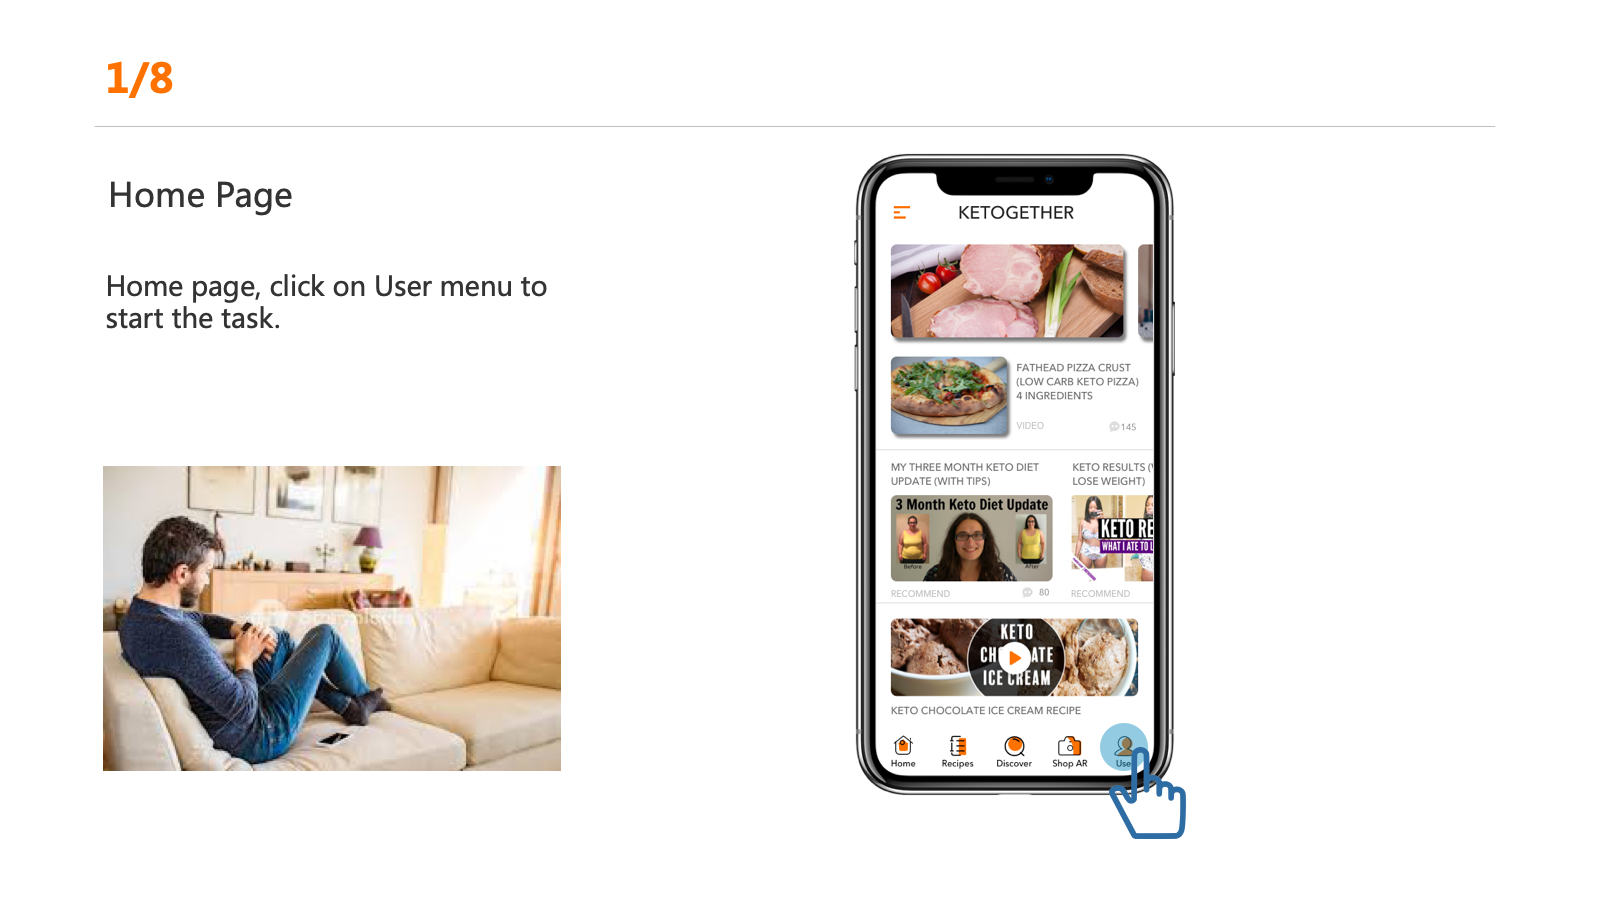 1/8
Home Page
Home page, click on User menu to
start the task.
KETOGETHER
FATHEAD PIZZA CRUST
(LOW CARB KETO PIZZA)
4 INGREDIENTS
VIDEO
145
MY THREE MONTH KETO DIET
UPDATE (WITH TIPS)
3 Month Keto Diet Update
Before
After
RECOMMEND
80
KETO RESULTS
LOSE WEIGHT)
KETO RE
WHAT I ATE TO L
RECOMMEND
KETO
ICE CREAM
KETO CHOCOLATE ICE CREAM RECIPE
Home
Recipes
Discover
Shop AR
Use